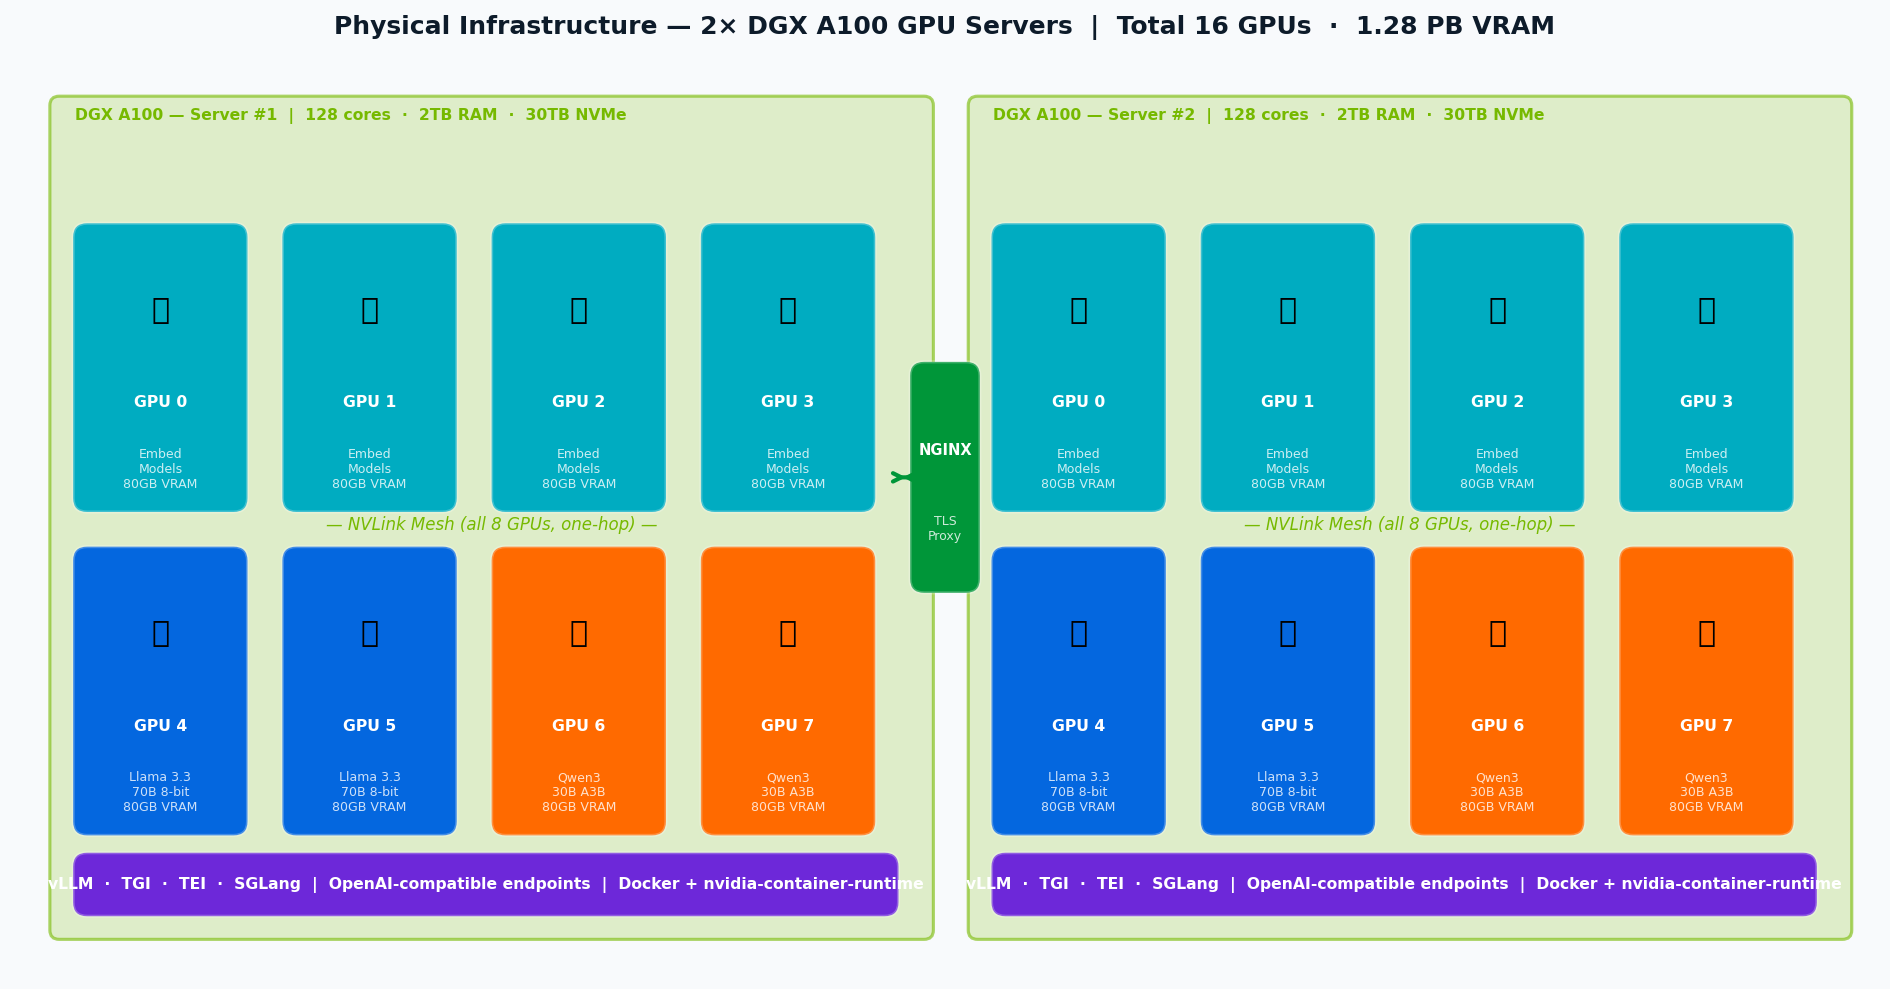 Physical Infrastructure — 2× DGX A100 GPU Servers | Total 16 GPUs · 1.28 PB VRAM
DGX A100 — Server #1 | 128 cores · 2TB RAM · 30TB NVMe
GPU 0
Embed
Models
80GB VRAM
GPU 1
Embed
Models
80GB VRAM
GPU 2
Embed
Models
80GB VRAM
GPU 3
Embed
Models
80GB VRAM
— NVLink Mesh (all 8 GPUs, one-hop) —
GPU 4
Llama 3.3
70B 8-bit
80GB VRAM
GPU 5
Llama 3.3
70B 8-bit
80GB VRAM
GPU 6
Qwen3
30B A3B
80GB VRAM
GPU 7
Qwen3
30B A3B
80GB VRAM
vLLM · TGI · TEI · SGLang | OpenAI-compatible endpoints | Docker + nvidia-container-runtime
NGINX
TLS
Proxy
DGX A100 — Server #2 | 128 cores · 2TB RAM · 30TB NVMe
GPU 0
Embed
Models
80GB VRAM
GPU 1
Embed
Models
80GB VRAM
GPU 2
Embed
Models
80GB VRAM
GPU 3
Embed
Models
80GB VRAM
— NVLink Mesh (all 8 GPUs, one-hop) —
GPU 4
Llama 3.3
70B 8-bit
80GB VRAM
GPU 5
Llama 3.3
70B 8-bit
80GB VRAM
GPU 6
Qwen3
30B A3B
80GB VRAM
GPU 7
Qwen3
30B A3B
80GB VRAM
vLLM · TGI · TEI · SGLang | OpenAI-compatible endpoints | Docker + nvidia-container-runtime